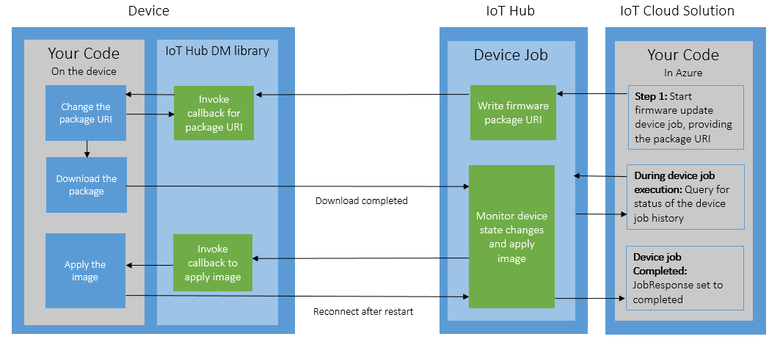 Device
IoT Hub
IoT Cloud Solution
Your Code
On the device
IoT Hub DM library
Device Job
Your Code
In Azure
Change the
package URI
Invoke
callback for
package URI
Write firmware
package URI
Step 1: Start
firmware update
device job, providing
the package URI
Download the
package
Download completed
Monitor device
state changes
and apply
image
During device job
execution: Query for
status of the device
job history
Apply the
image
Invoke
callback to
apply image
Reconnect after restart
Device job
Completed:
JobResponse set to
completed